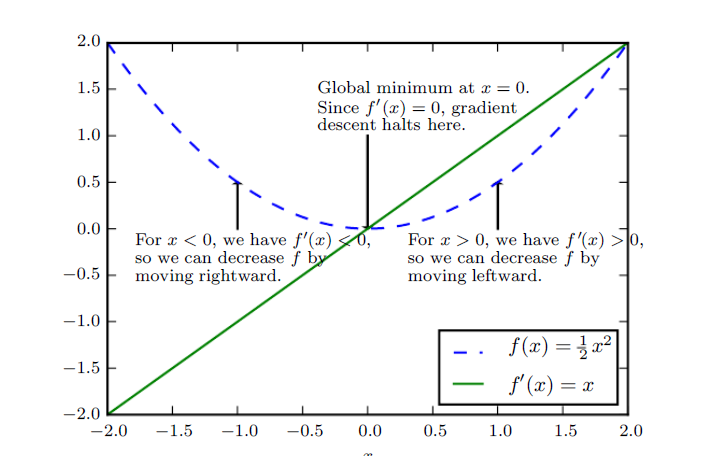 2.0
1.5
1.0
0.5
0.0
−0.5
−1.0
−1.5
−2.0
Global minimum at x = 0.
Since f′(x) = 0, gradient
descent halts here.
For x < 0, we have f′(x) < 0,
so we can decrease f by
moving rightward.
For x > 0, we have f′(x) > 0,
so we can decrease f by
moving leftward.
f(x) = ½ x²
f′(x) = x
−2.0 −1.5 −1.0 −0.5 0.0 0.5 1.0 1.5 2.0